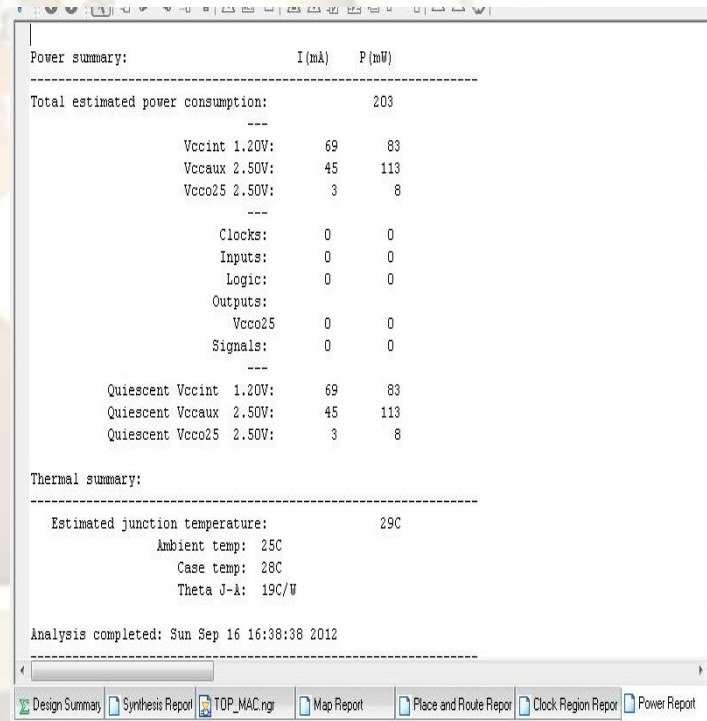 Power summary: I(mA) P(mW)
----------------------------------------------------------------
Total estimated power consumption: 203
---
Vccint 1.20V: 69 83
Vccaux 2.50V: 45 113
Vcco25 2.50V: 3 8
---
Clocks: 0 0
Inputs: 0 0
Logic: 0 0
Outputs:
Vcco25 0 0
Signals: 0 0
---
Quiescent Vccint 1.20V: 69 83
Quiescent Vccaux 2.50V: 45 113
Quiescent Vcco25 2.50V: 3 8
Thermal summary:
----------------------------------------------------------------
Estimated junction temperature: 29C
Ambient temp: 25C
Case temp: 28C
Theta J-A: 19C/W
Analysis completed: Sun Sep 16 16:38:38 2012
----------------------------------------------------------------
Design Summary Synthesis Report TOP_MAC.ngr Map Report Place and Route Repor Clock Region Repor Power Report